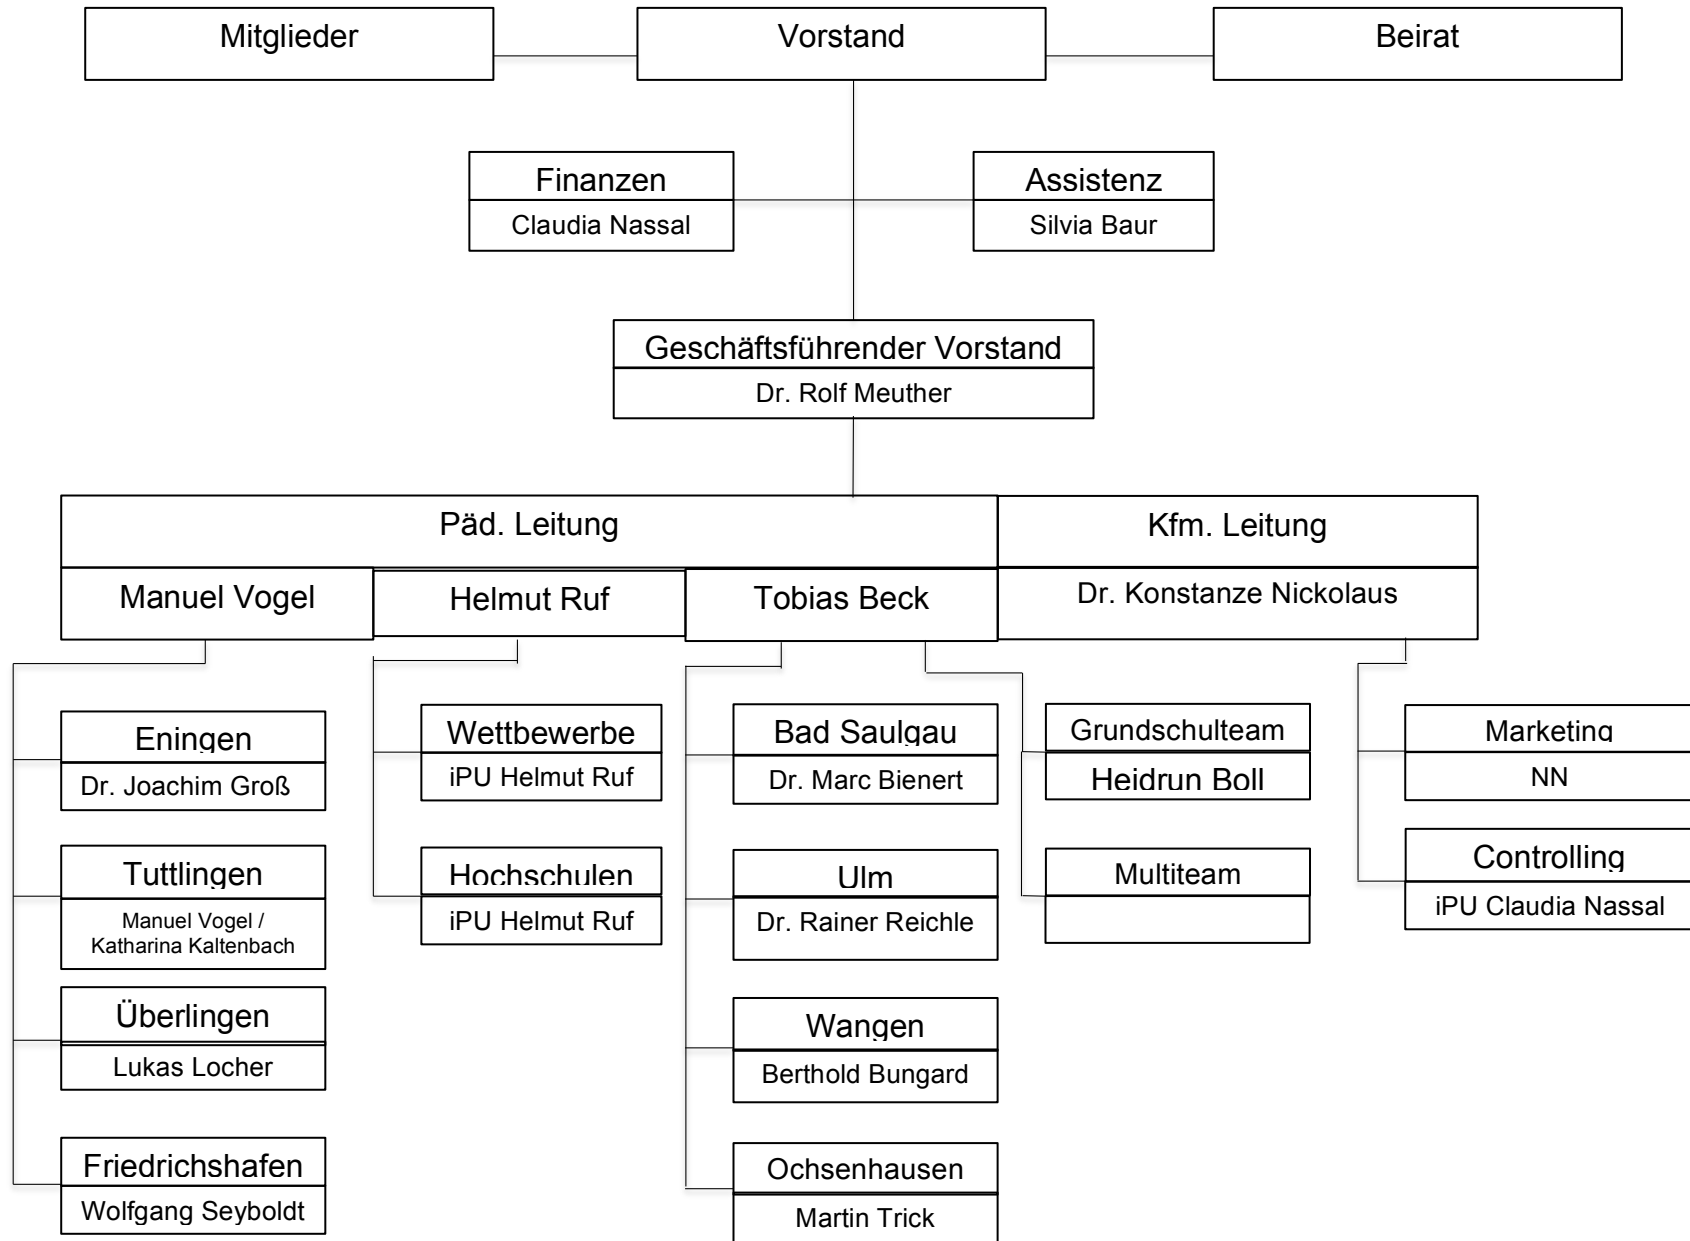 Mitglieder
Vorstand
Beirat
Finanzen
Claudia Nassal
Assistenz
Silvia Baur
Geschäftsführender Vorstand
Dr. Rolf Meuther
Päd. Leitung
Kfm. Leitung
Manuel Vogel
Helmut Ruf
Tobias Beck
Dr. Konstanze Nickolaus
Eningen
Dr. Joachim Groß
Tuttlingen
Manuel Vogel /
Katharina Kaltenbach
Überlingen
Lukas Locher
Friedrichshafen
Wolfgang Seyboldt
Wettbewerbe
iPU Helmut Ruf
Hochschulen
iPU Helmut Ruf
Bad Saulgau
Dr. Marc Bienert
Ulm
Dr. Rainer Reichle
Wangen
Berthold Bungard
Ochsenhausen
Martin Trick
Grundschulteam
Heidrun Boll
Multiteam
Marketing
NN
Controlling
iPU Claudia Nassal